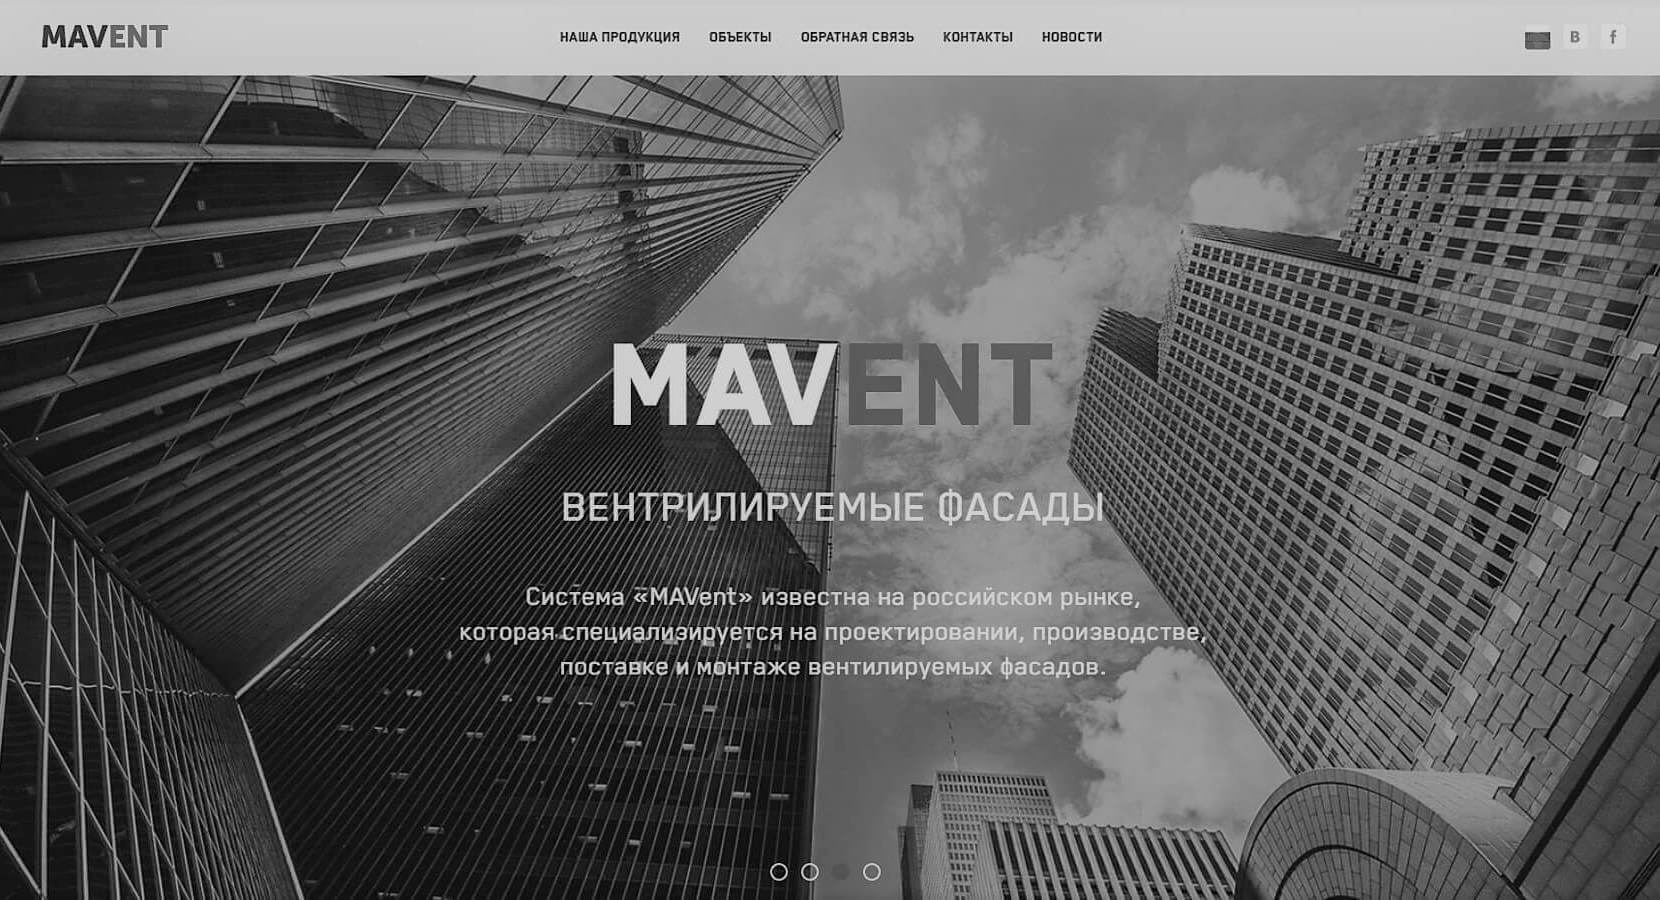 MAVENT
НАША ПРОДУКЦИЯ ОБЪЕКТЫ ОБРАТНАЯ СВЯЗЬ КОНТАКТЫ НОВОСТИ
B f
MAVENT
ВЕНТРИЛИРУЕМЫЕ ФАСАДЫ
Система «MAVent» известна на российском рынке,
которая специализируется на проектировании, производстве,
поставке и монтаже вентилируемых фасадов.